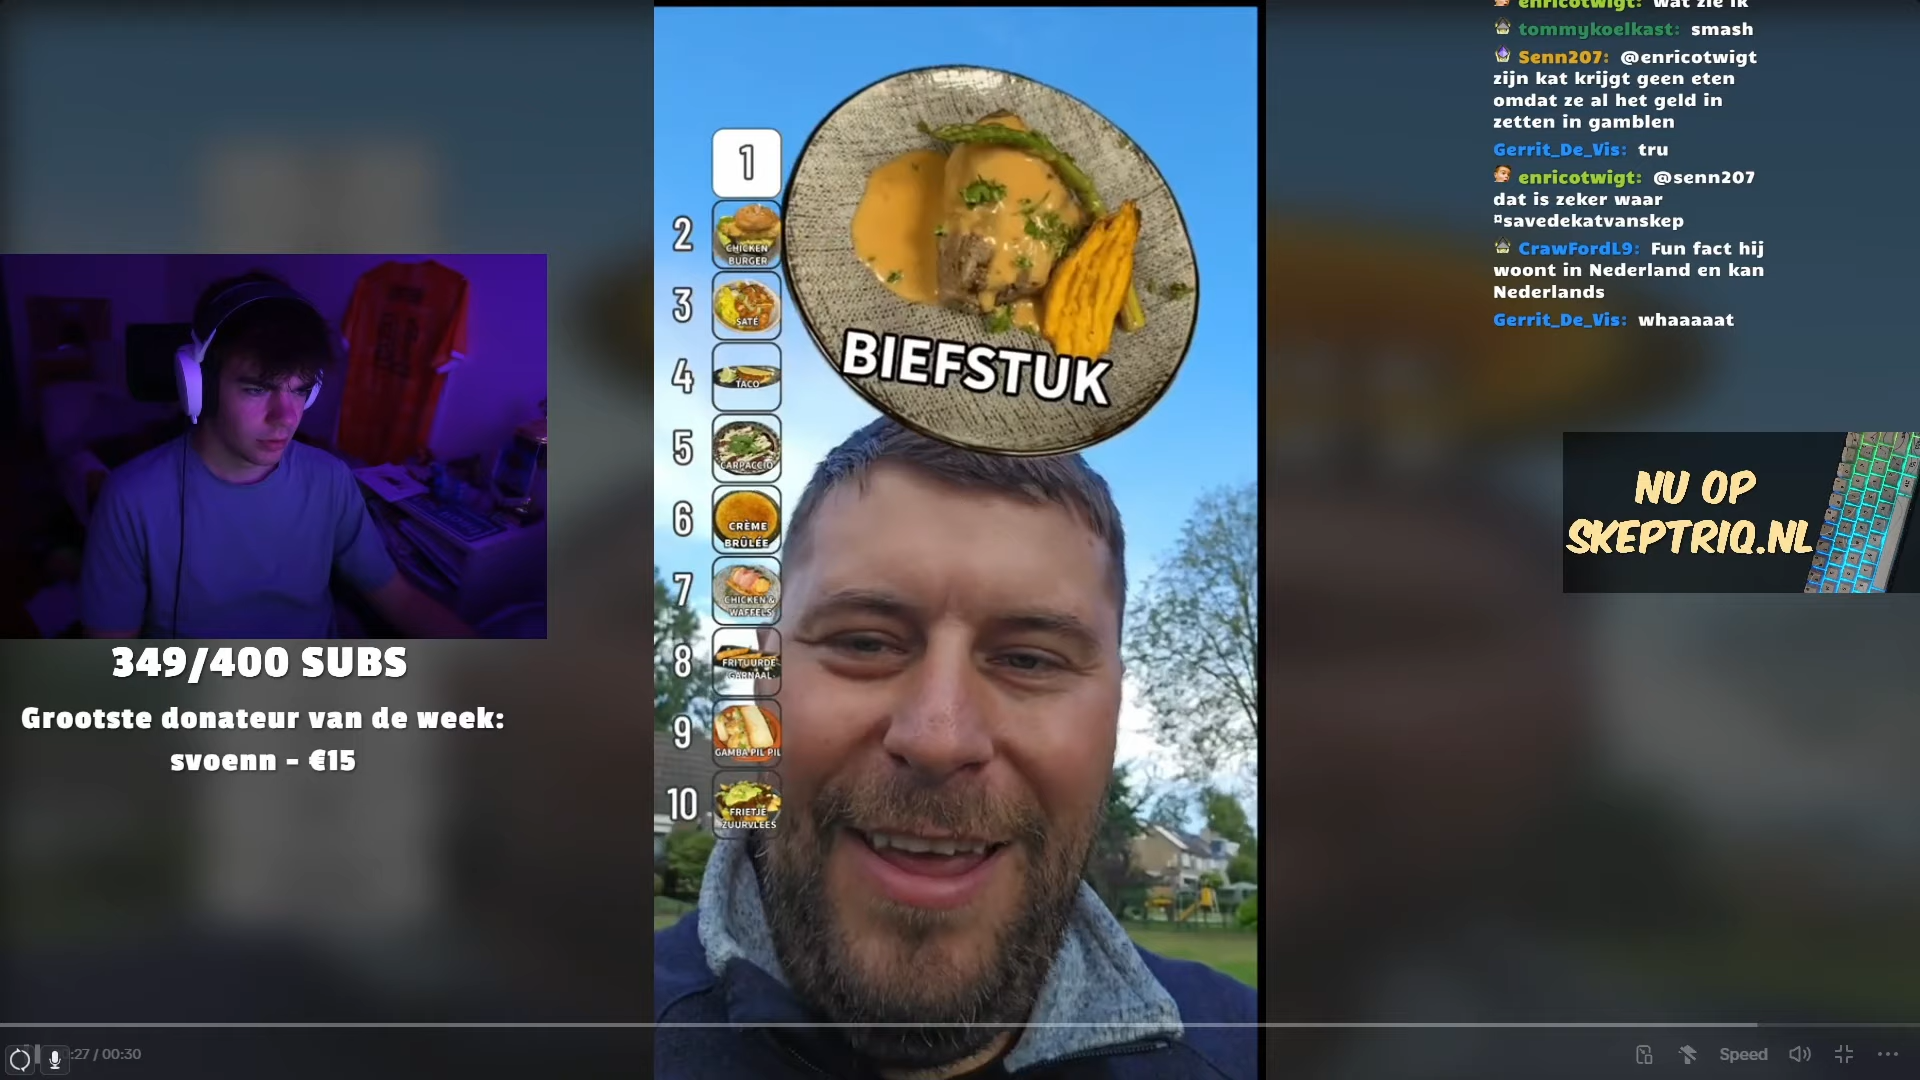 1
2
CHICKEN
BURGER
3
SATÉ
4
TACO
5
CARPACCIO
6
CRÈME
BRÛLÉE
7
CHICKEN &
WAFFELS
8
FRITUURDE
GARNAAL
9
GAMBA PIL PIL
10
FRIETJE
ZUURVLEES
BIEFSTUK
349/400 SUBS
Grootste donateur van de week:
svoenn - €15
enricotwigt: wat zie ik
tommykoelkast: smash
Senn207: @enricotwigt
zijn kat krijgt geen eten
omdat ze al het geld in
zetten in gamblen
Gerrit_De_Vis: tru
enricotwigt: @senn207
dat is zeker waar
¤savedekatvanskep
CrawFordL9: Fun fact hij
woont in Nederland en kan
Nederlands
Gerrit_De_Vis: whaaaaat
NU OP
SKEPTRIQ.NL
:27 / 00:30
Speed